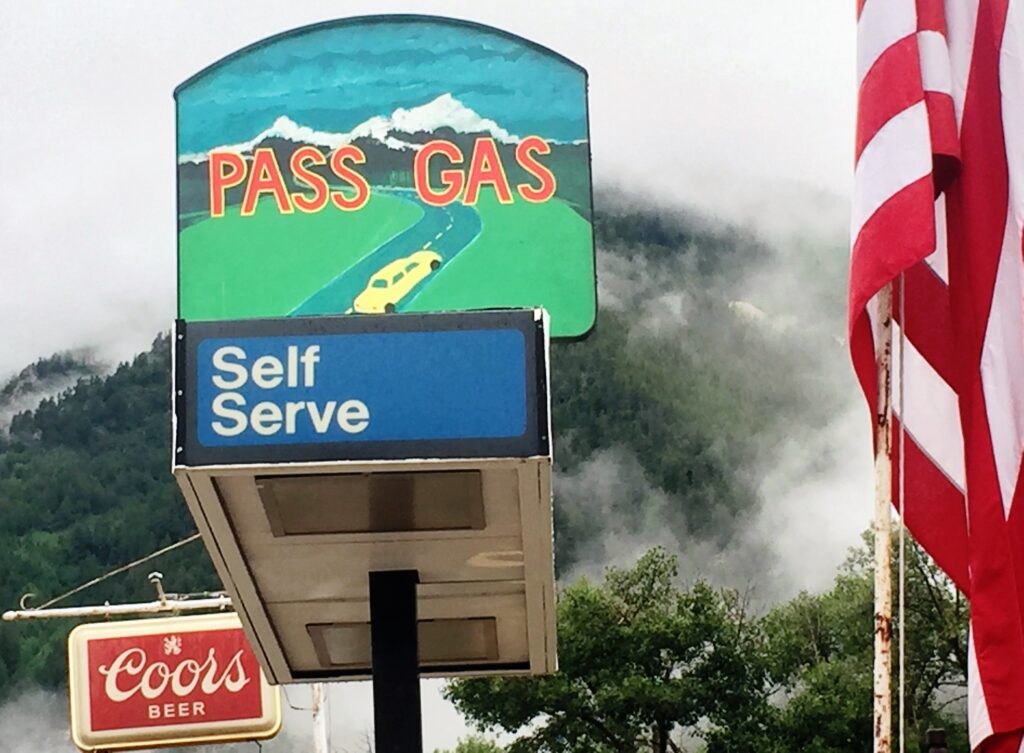 PASS GAS
Self
Serve
Coors
BEER